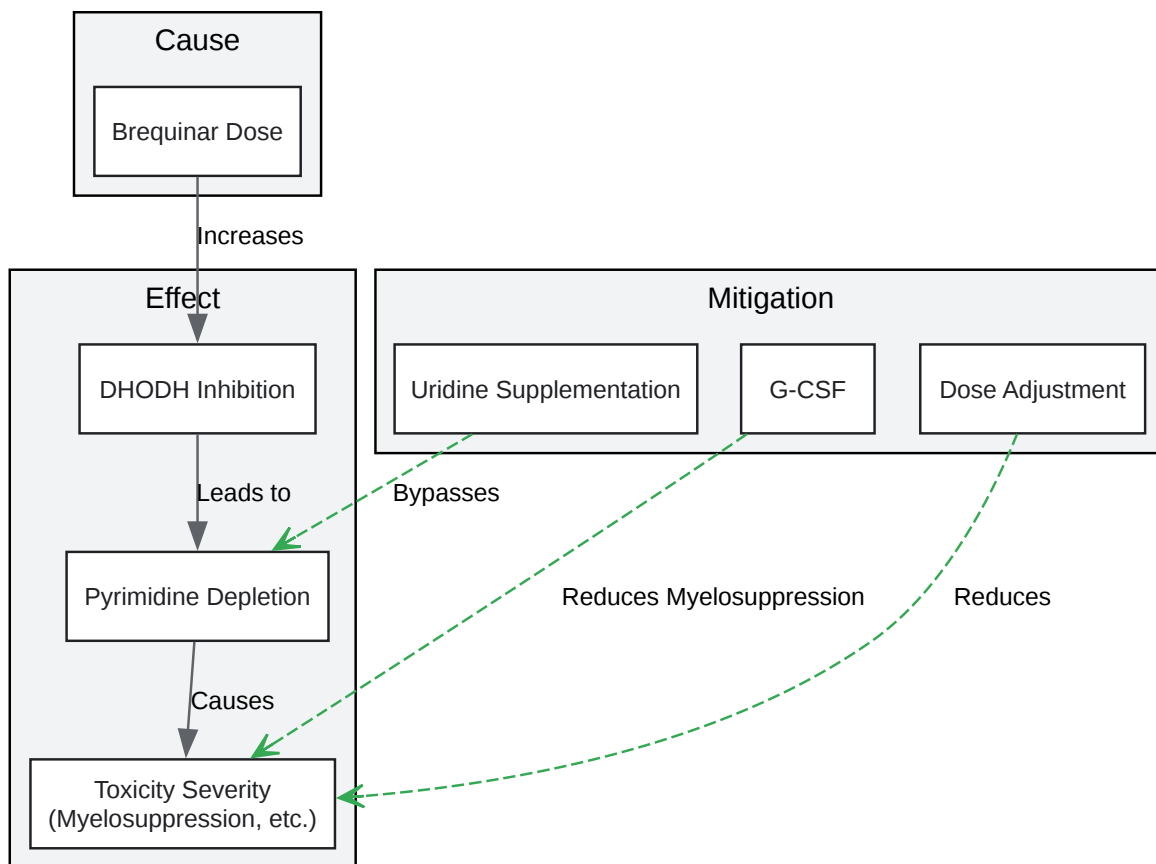 Cause
Brequinar Dose
Increases
Effect
Mitigation
DHODH Inhibition
Uridine Supplementation
G-CSF
Dose Adjustment
Leads to
Bypasses
Pyrimidine Depletion
Reduces Myelosuppression
Reduces
Causes
Toxicity Severity
(Myelosuppression, etc.)